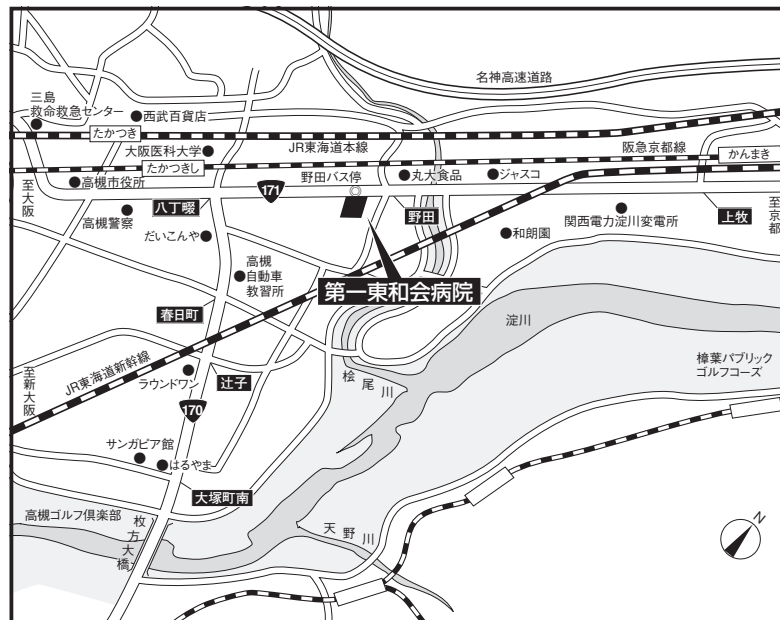 名神高速道路
三島
救命救急センター
西武百貨店
たかつき
大阪医科大学
JR東海道本線
阪急京都線
たかつきし
かんまき
高槻市役所
171
野田バス停
丸大食品
ジャスコ
至大阪
八丁畷
野田
上牧
至京都
高槻警察
だいこんや
関西電力淀川変電所
和朗園
高槻
自動車
教習所
第一東和会病院
春日町
淀川
JR東海道新幹線
至新大阪
ラウンドワン
辻子
桧尾川
樟葉パブリック
ゴルフコーズ
170
サンガピア館
はるやま
大塚町南
高槻ゴルフ倶楽部
枚方大橋
天野川
N